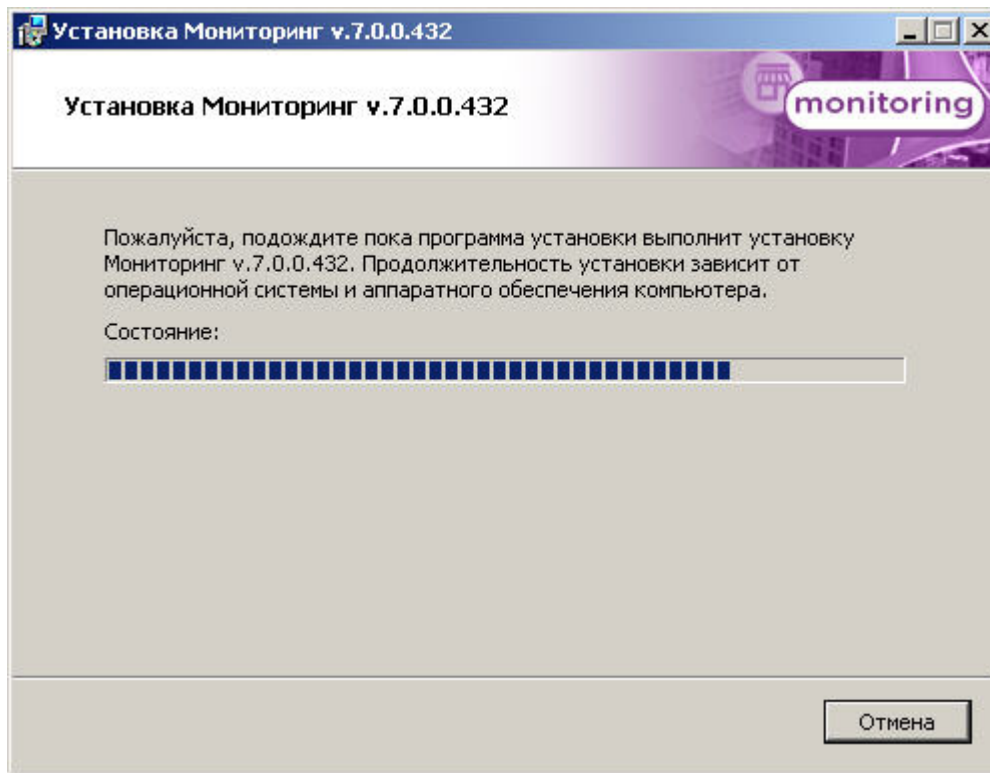 Установка Мониторинг v.7.0.0.432
Установка Мониторинг v.7.0.0.432
monitoring
Пожалуйста, подождите пока программа установки выполнит установку
Мониторинг v.7.0.0.432. Продолжительность установки зависит от
операционной системы и аппаратного обеспечения компьютера.
Состояние:
Отмена